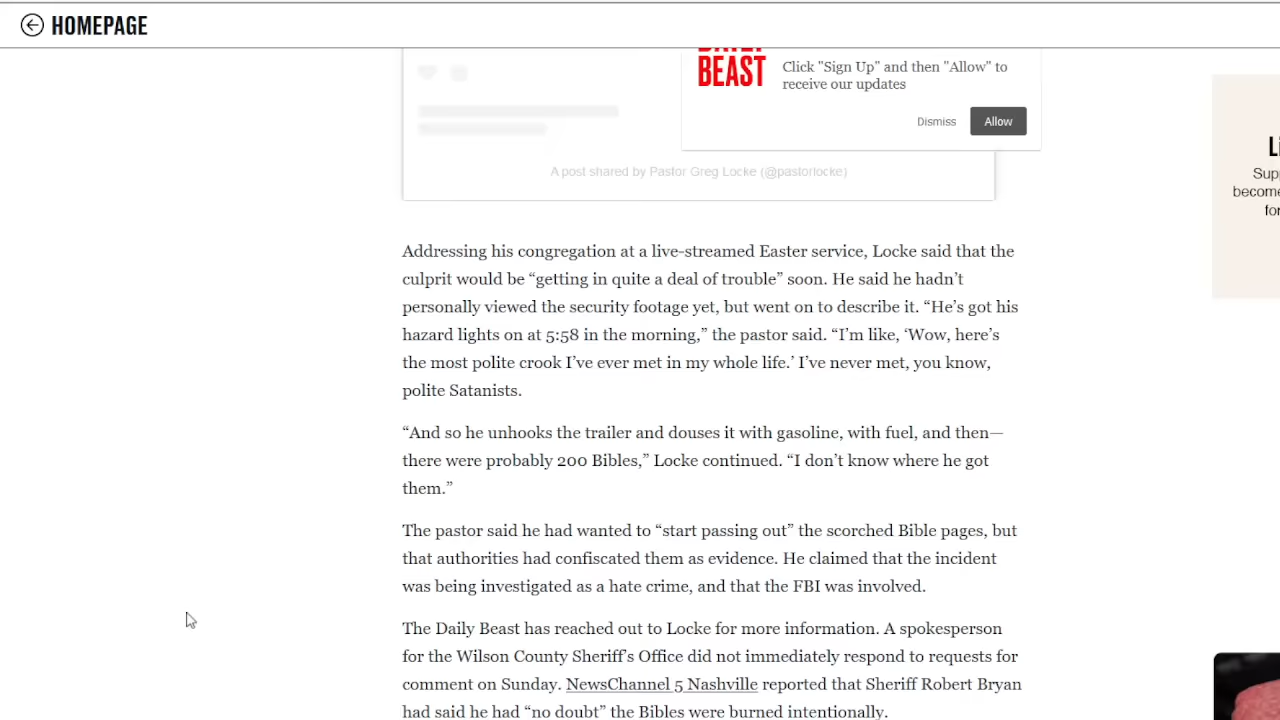 HOMEPAGE
BEAST
Click "Sign Up" and then "Allow" to
receive our updates
Dismiss
Allow
A post shared by Pastor Greg Locke (@pastorlocke)
Addressing his congregation at a live-streamed Easter service, Locke said that the
culprit would be “getting in quite a deal of trouble” soon. He said he hadn’t
personally viewed the security footage yet, but went on to describe it. “He’s got his
hazard lights on at 5:58 in the morning,” the pastor said. “I’m like, ‘Wow, here’s
the most polite crook I’ve ever met in my whole life.’ I’ve never met, you know,
polite Satanists.
“And so he unhooks the trailer and douses it with gasoline, with fuel, and then—
there were probably 200 Bibles,” Locke continued. “I don’t know where he got
them.”
The pastor said he had wanted to “start passing out” the scorched Bible pages, but
that authorities had confiscated them as evidence. He claimed that the incident
was being investigated as a hate crime, and that the FBI was involved.
The Daily Beast has reached out to Locke for more information. A spokesperson
for the Wilson County Sheriff’s Office did not immediately respond to requests for
comment on Sunday. NewsChannel 5 Nashville reported that Sheriff Robert Bryan
had said he had “no doubt” the Bibles were burned intentionally.